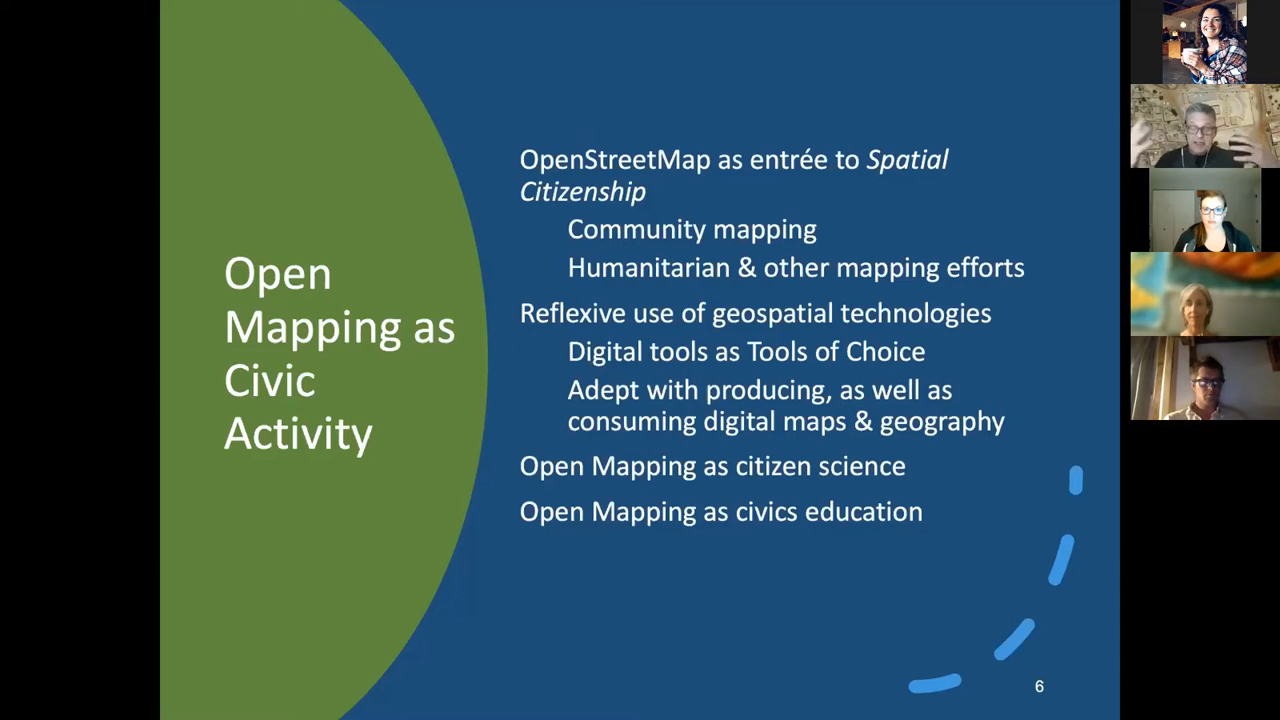 Open
Mapping as
Civic
Activity
OpenStreetMap as entrée to Spatial
Citizenship
Community mapping
Humanitarian & other mapping efforts
Reflexive use of geospatial technologies
Digital tools as Tools of Choice
Adept with producing, as well as
consuming digital maps & geography
Open Mapping as citizen science
Open Mapping as civics education
6